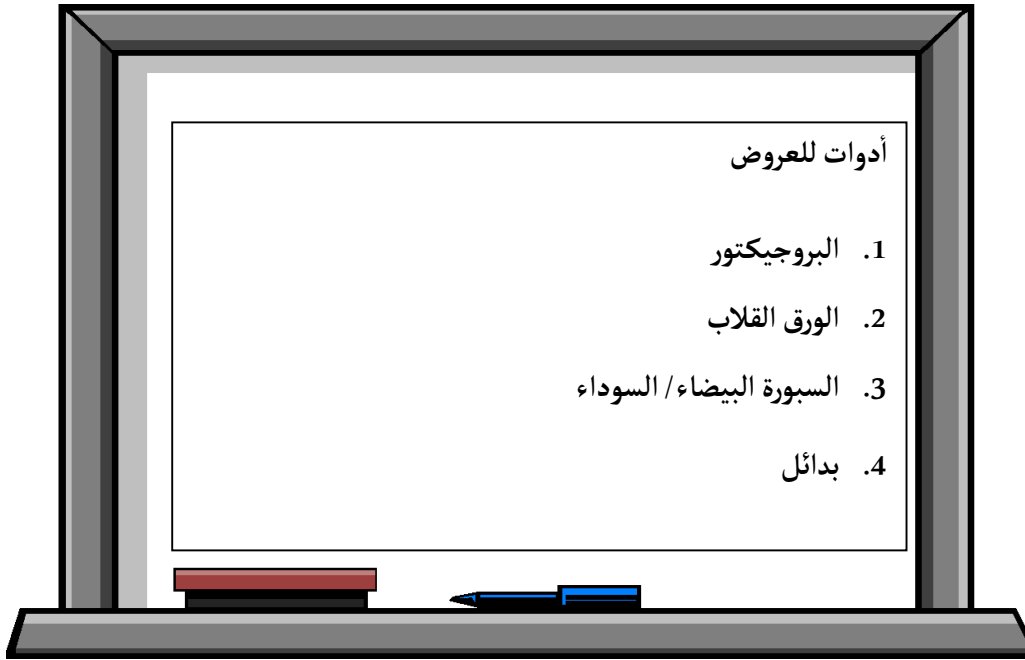 أدوات للعروض
1. البروجيكتور
2. الورق القلاب
3. السبورة البيضاء/ السوداء
4. بدائل